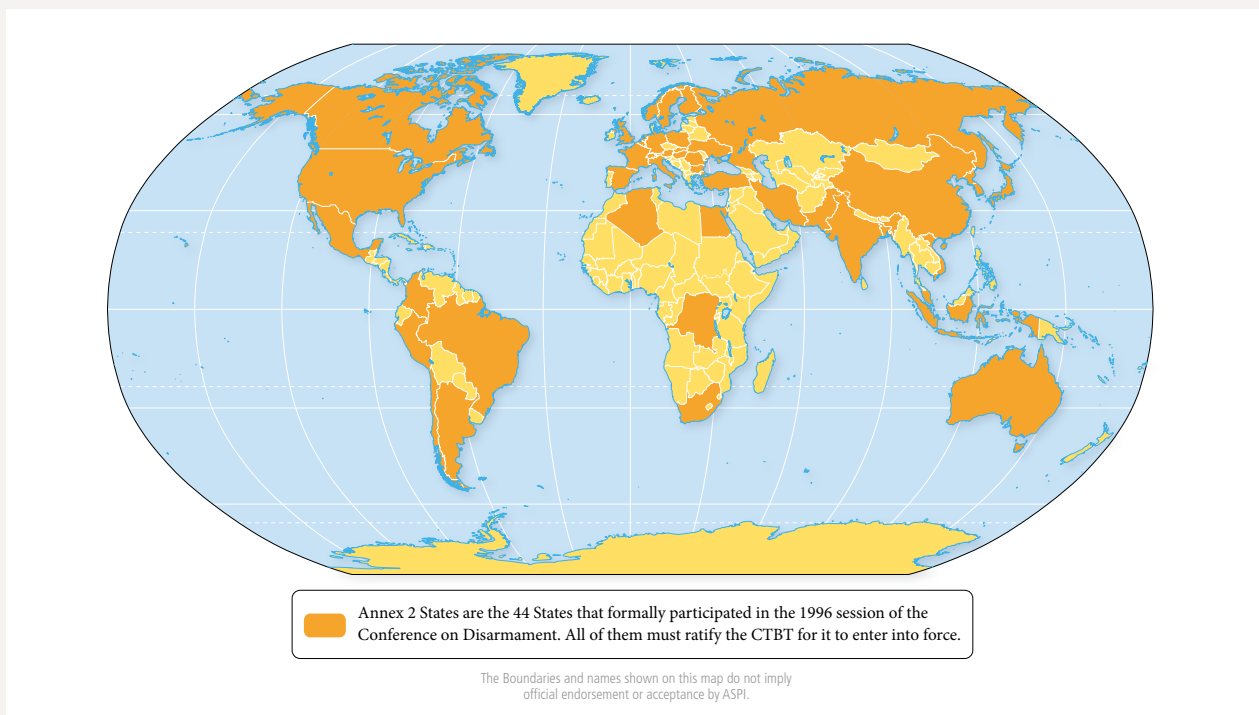 Annex 2 States are the 44 States that formally participated in the 1996 session of the
Conference on Disarmament. All of them must ratify the CTBT for it to enter into force.
The Boundaries and names shown on this map do not imply
official endorsement or acceptance by ASPI.